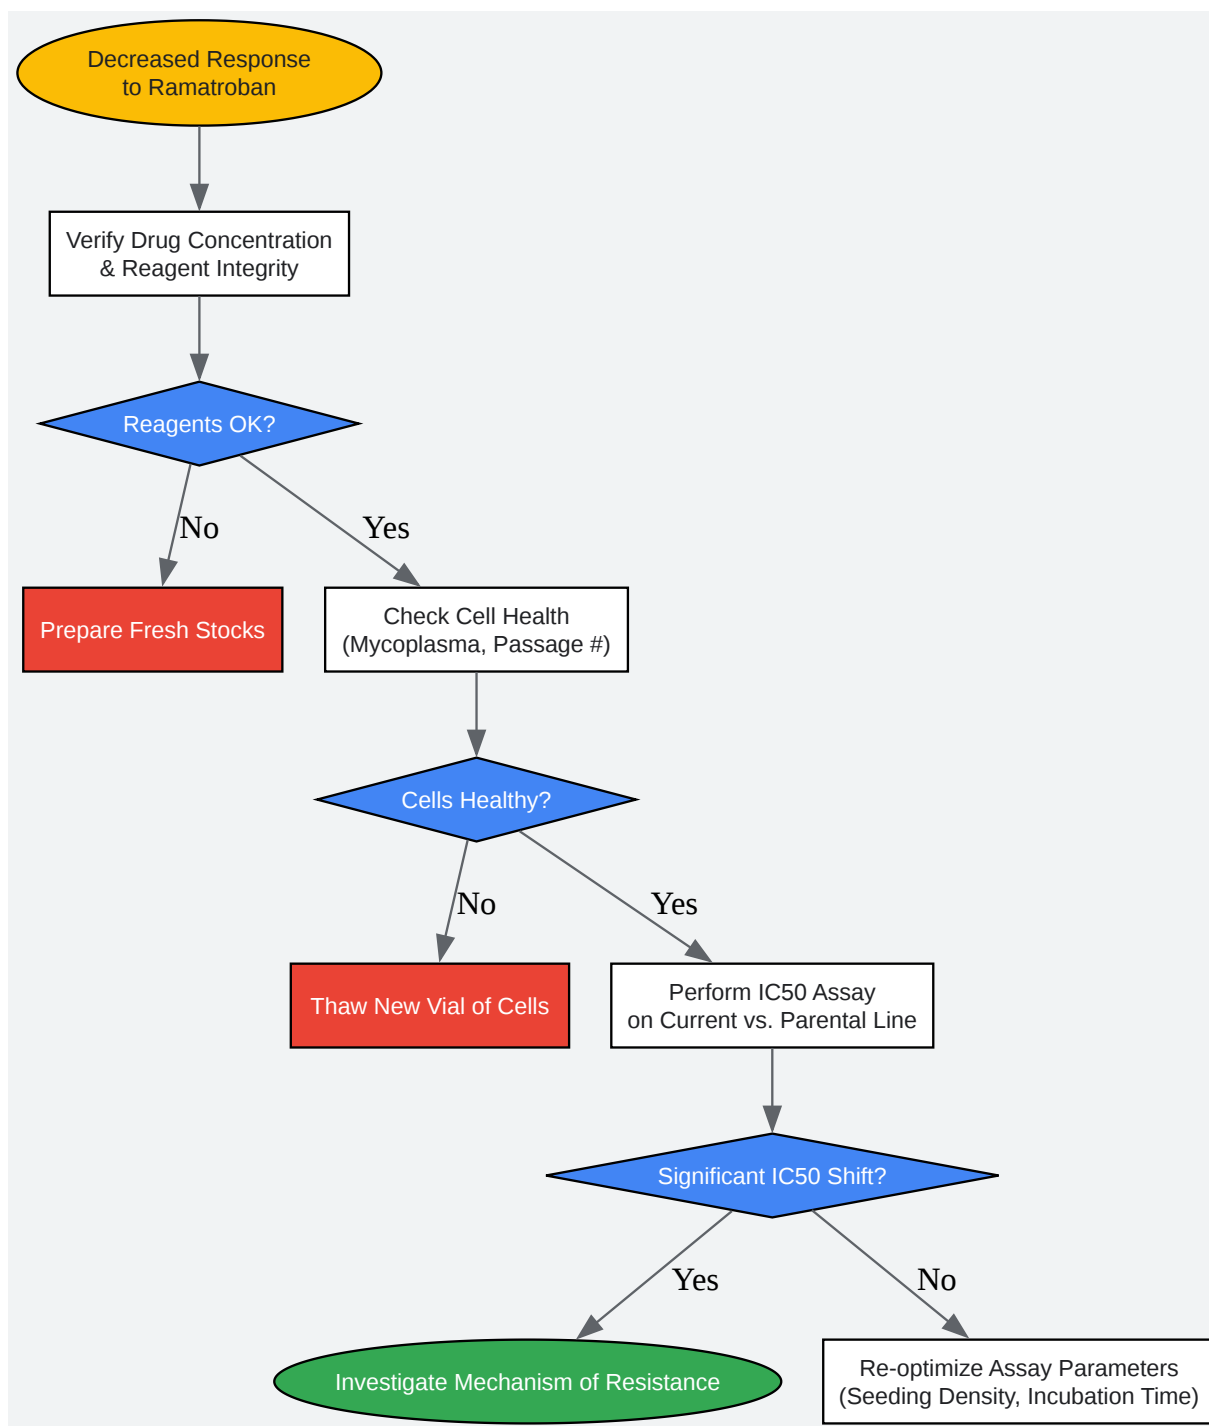 Decreased Response
to Ramatroban
Verify Drug Concentration
& Reagent Integrity
Reagents OK?
No
Yes
Prepare Fresh Stocks
Check Cell Health
(Mycoplasma, Passage #)
Cells Healthy?
No
Yes
Thaw New Vial of Cells
Perform IC50 Assay
on Current vs. Parental Line
Significant IC50 Shift?
Yes
No
Investigate Mechanism of Resistance
Re-optimize Assay Parameters
(Seeding Density, Incubation Time)